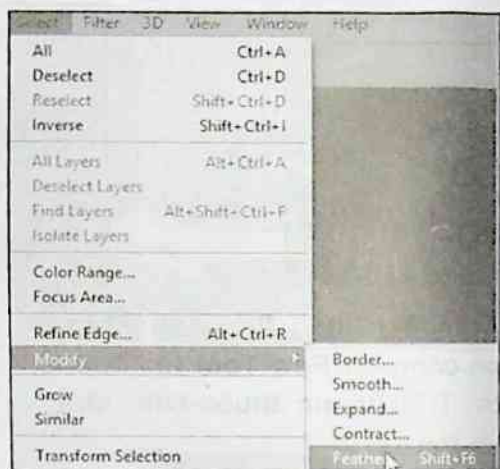 Select Filter 3D View Window Help
All Ctrl+A
Deselect Ctrl+D
Reselect Shift+Ctrl+D
Inverse Shift+Ctrl+I
All Layers Alt+Ctrl+A
Deselect Layers
Find Layers Alt+Shift+Ctrl+F
Isolate Layers
Color Range...
Focus Area...
Refine Edge... Alt+Ctrl+R
Modify
Grow
Similar
Transform Selection
Border...
Smooth...
Expand...
Contract...
Feather... Shift+F6